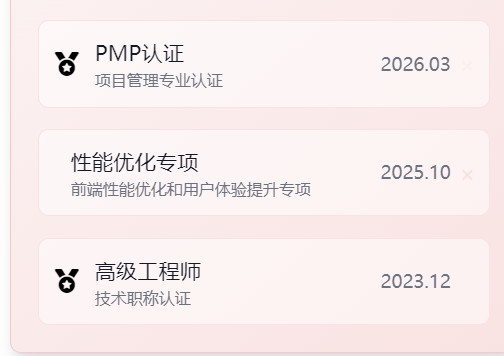 PMP认证
2026.03
项目管理专业认证
性能优化专项
2025.10 ×
前端性能优化和用户体验提升专项
高级工程师
2023.12
技术职称认证